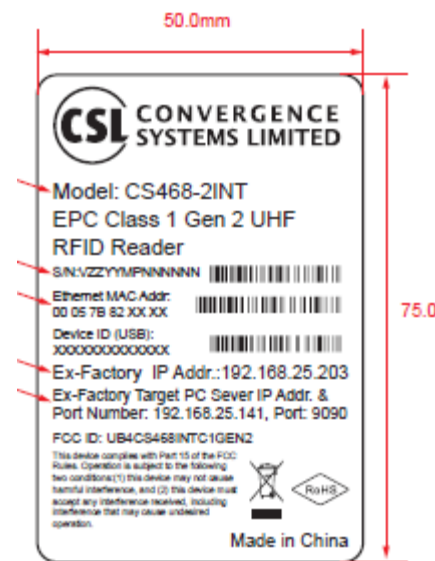 50.0mm
CSL CONVERGENCE
SYSTEMS LIMITED
Model: CS468-2INT
EPC Class 1 Gen 2 UHF
RFID Reader
S/N:VZZYYMPNNNNNN
Ethernet MAC Addr:
00 05 7B 82 XX XX
75.0
Device ID (USB):
XXXXXXXXXXXXX
Ex-Factory IP Addr.:192.168.25.203
Ex-Factory Target PC Sever IP Addr. &
Port Number: 192.168.25.141, Port: 9090
FCC ID: UB4CS468INTC1GEN2
This device complies with Part 15 of the FCC
Rules. Operation is subject to the following
two conditions:(1) this device may not cause
harmful interference, and (2) this device must
accept any interference received, including
interference that may cause undesired
operation.
RoHS
Made in China